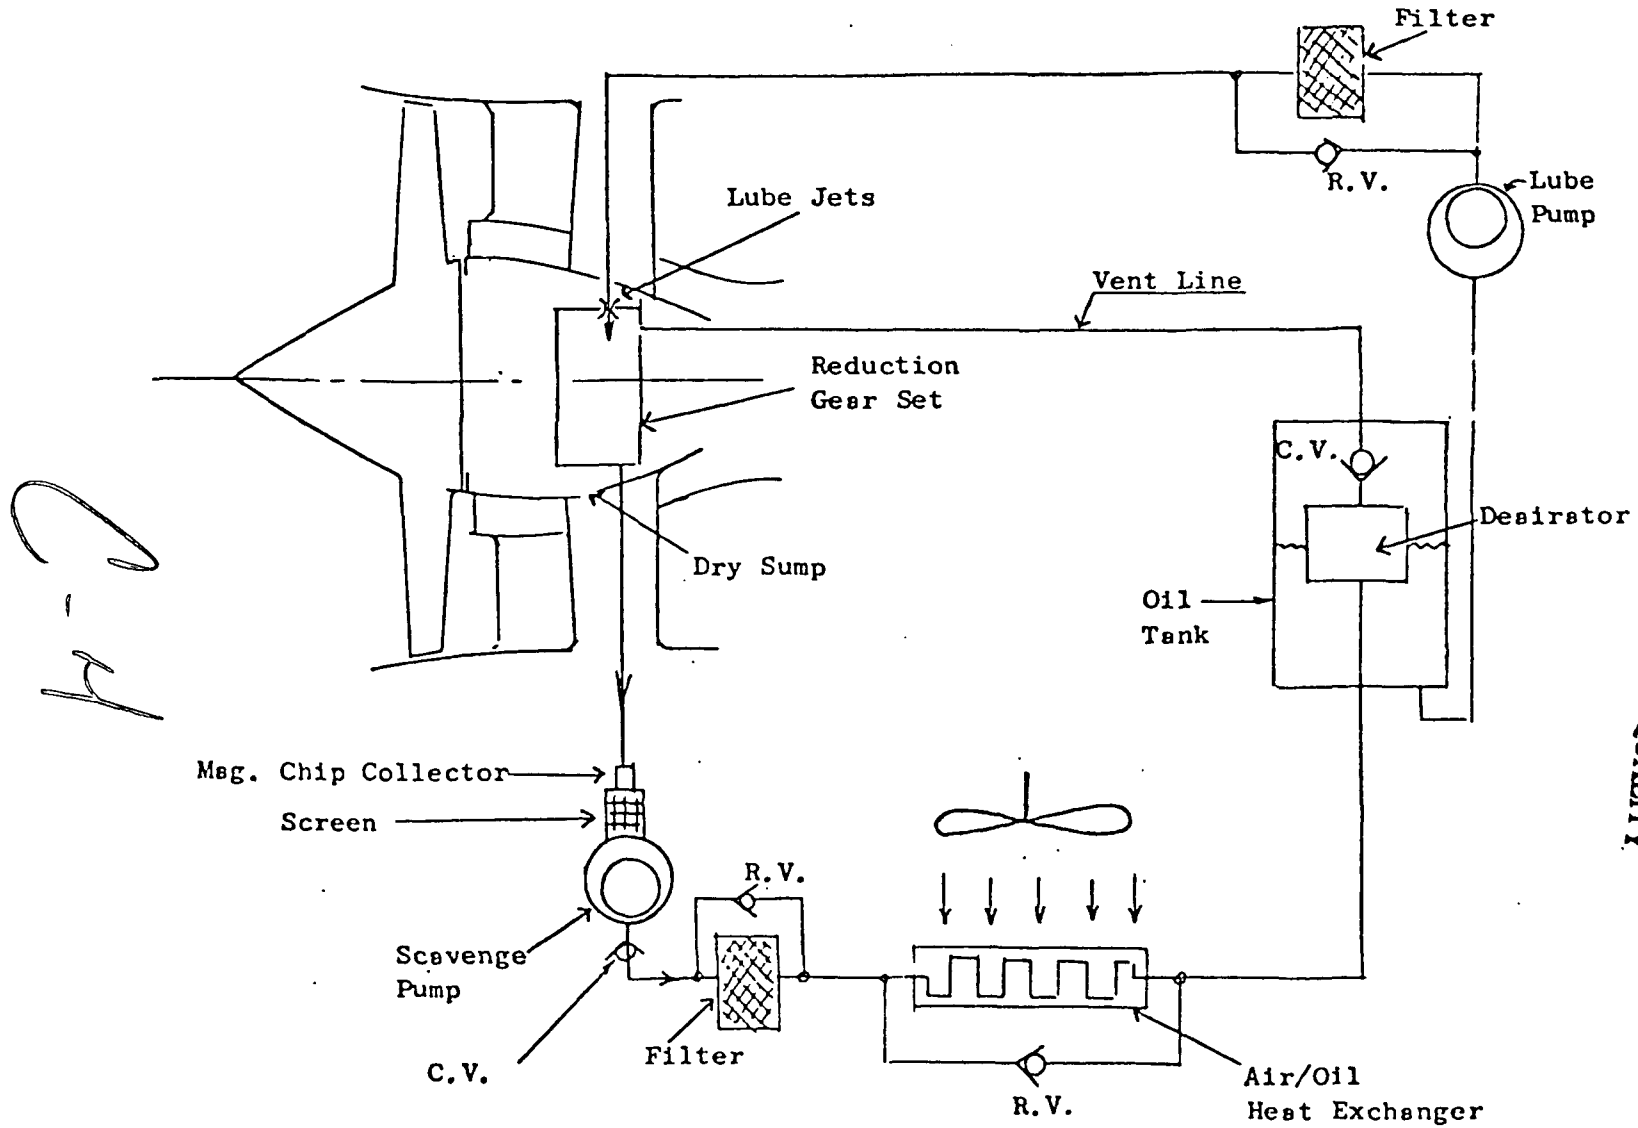 Filter
R.V.
Lube
Pump
Lube Jets
Vent Line
Reduction
Gear Set
C.V.
Deairator
Dry Sump
Oil
Tank
Mag. Chip Collector
Screen
R.V.
Scavenge
Pump
Filter
C.V.
R.V.
Air/Oil
Heat Exchanger